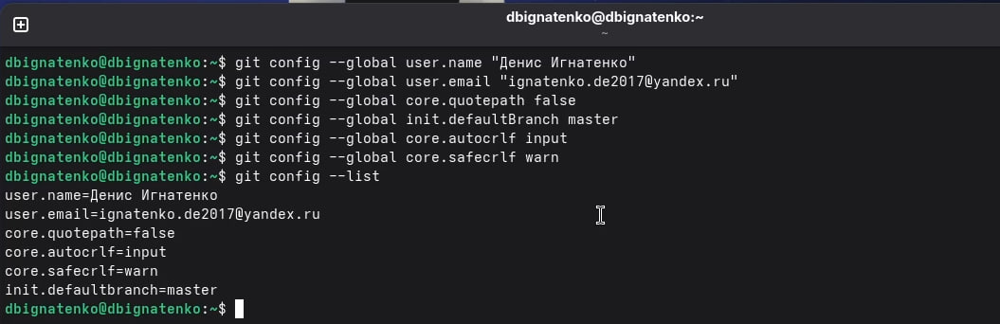 dbignatenko@dbignatenko:~
~
dbignatenko@dbignatenko:~$ git config --global user.name "Денис Игнатенко"
dbignatenko@dbignatenko:~$ git config --global user.email "ignatenko.de2017@yandex.ru"
dbignatenko@dbignatenko:~$ git config --global core.quotepath false
dbignatenko@dbignatenko:~$ git config --global init.defaultBranch master
dbignatenko@dbignatenko:~$ git config --global core.autocrlf input
dbignatenko@dbignatenko:~$ git config --global core.safecrlf warn
dbignatenko@dbignatenko:~$ git config --list
user.name=Денис Игнатенко
user.email=ignatenko.de2017@yandex.ru
core.quotepath=false
core.autocrlf=input
core.safecrlf=warn
init.defaultbranch=master
dbignatenko@dbignatenko:~$